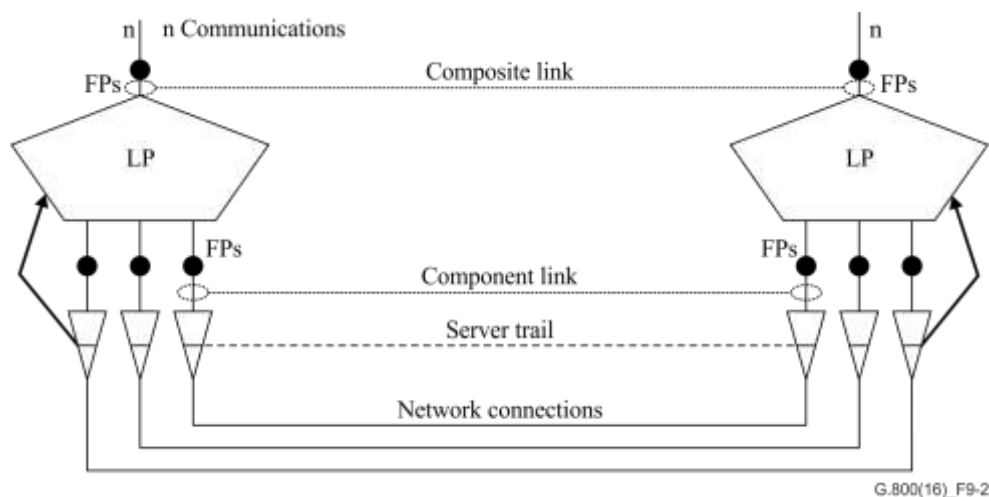 n n Communications n
FPs Composite link FPs
LP LP
FPs FPs
Component link
Server trail
Network connections
G.800(16)_F9-2